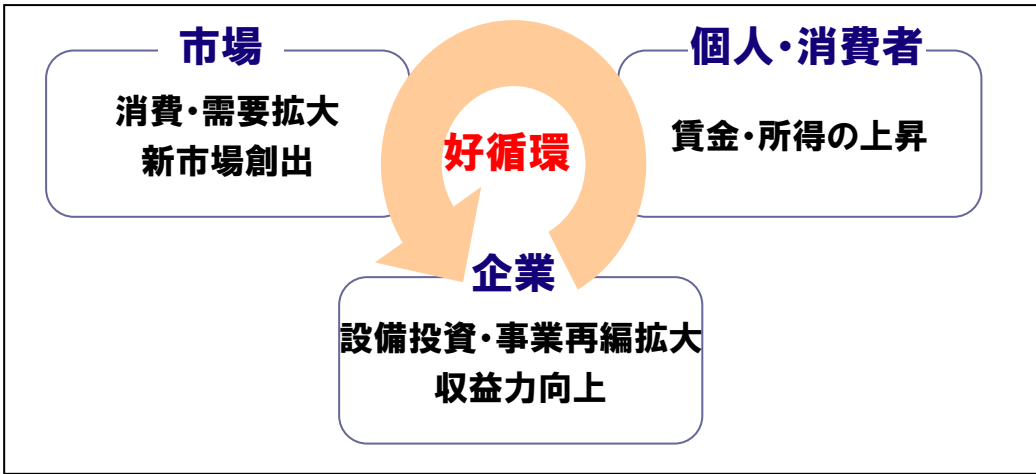 市場
消費・需要拡大
新市場創出
好循環
個人・消費者
賃金・所得の上昇
企業
設備投資・事業再編拡大
収益力向上